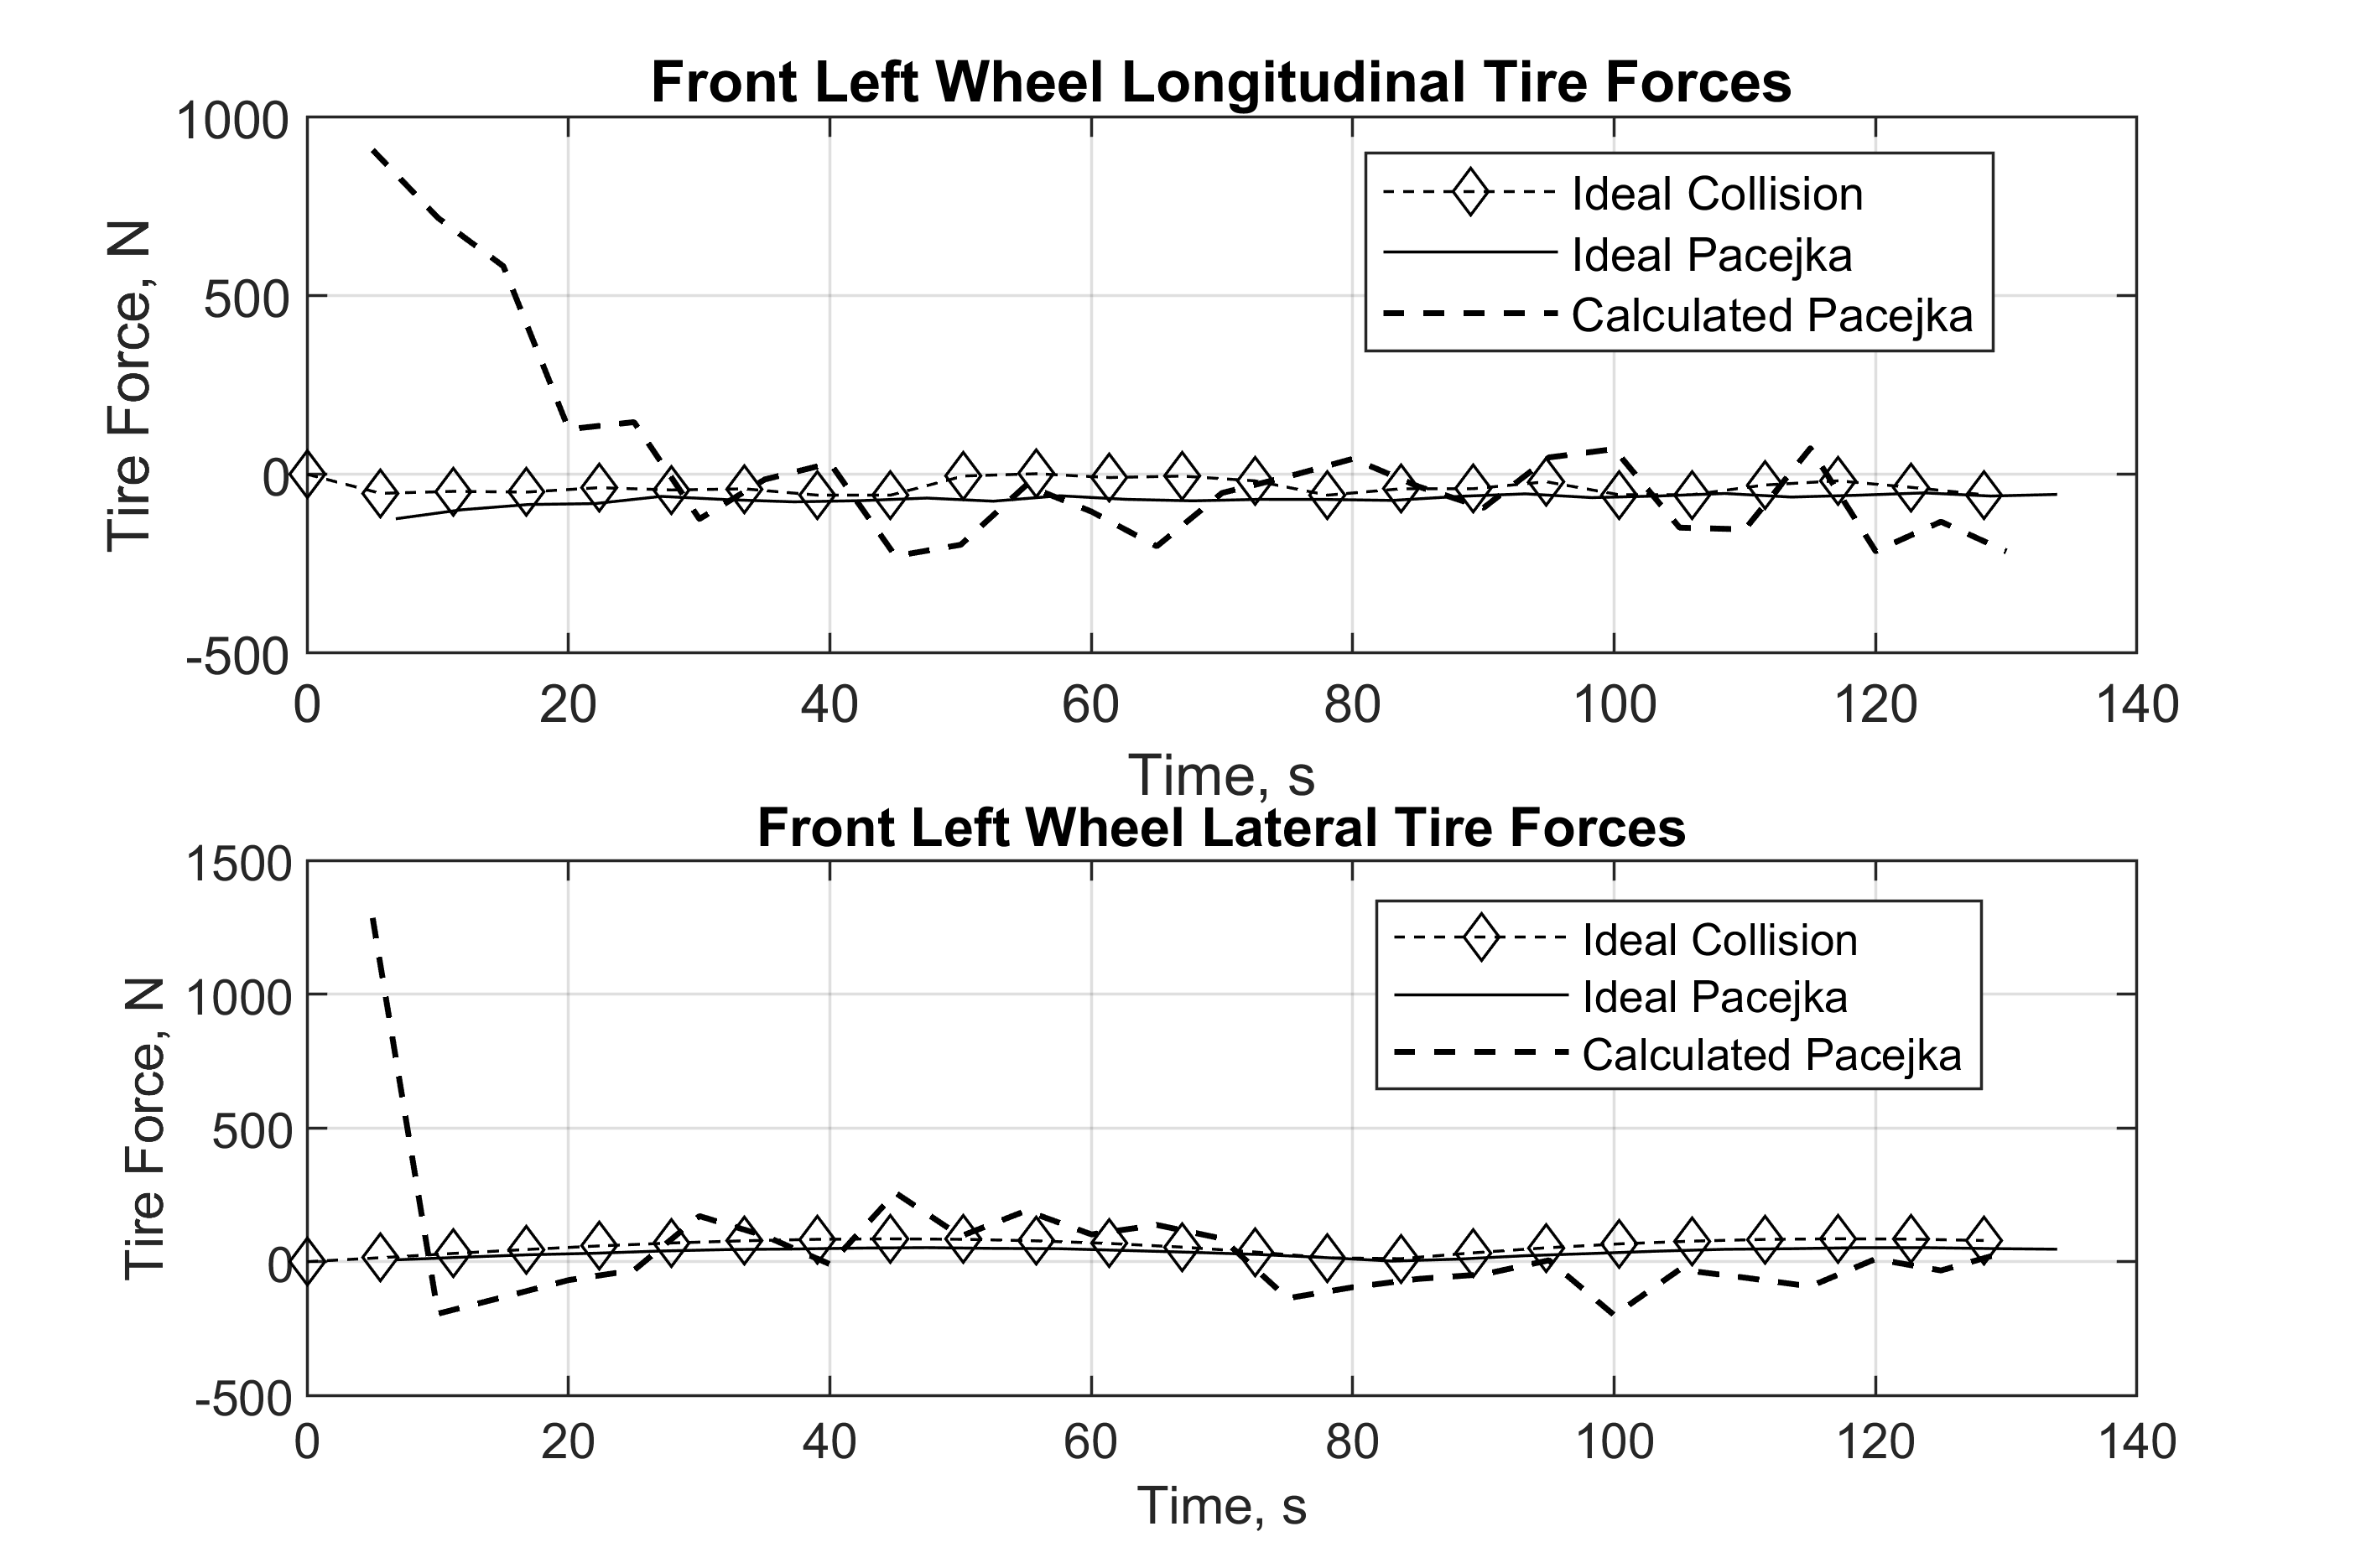 Front Left Wheel Longitudinal Tire Forces
1000
500
0
-500
Tire Force, N
Ideal Collision
Ideal Pacejka
Calculated Pacejka
0 20 40 60 80 100 120 140
Time, s
Front Left Wheel Lateral Tire Forces
1500
1000
500
0
-500
Tire Force, N
Ideal Collision
Ideal Pacejka
Calculated Pacejka
0 20 40 60 80 100 120 140
Time, s